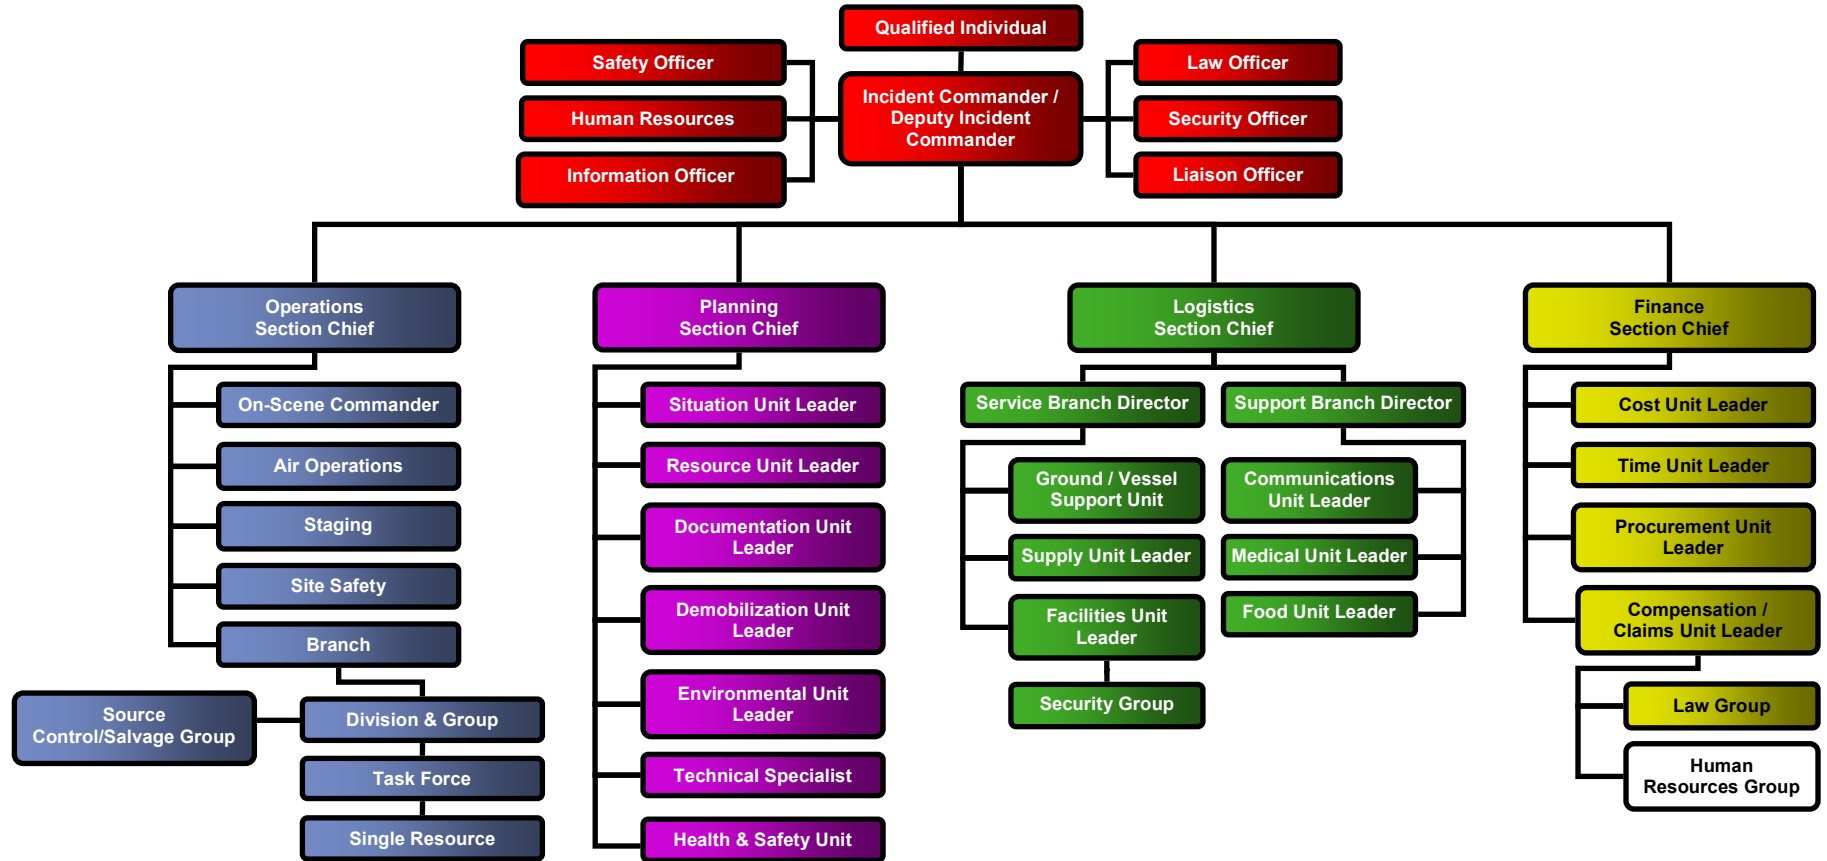 Qualified Individual
Safety Officer
Human Resources
Information Officer
Incident Commander /
Deputy Incident
Commander
Law Officer
Security Officer
Liaison Officer
Operations
Section Chief
On-Scene Commander
Air Operations
Staging
Site Safety
Branch
Source
Control/Salvage Group
Division & Group
Task Force
Single Resource
Planning
Section Chief
Situation Unit Leader
Resource Unit Leader
Documentation Unit
Leader
Demobilization Unit
Leader
Environmental Unit
Leader
Technical Specialist
Health & Safety Unit
Logistics
Section Chief
Service Branch Director
Ground / Vessel
Support Unit
Supply Unit Leader
Facilities Unit
Leader
Security Group
Support Branch Director
Communications
Unit Leader
Medical Unit Leader
Food Unit Leader
Finance
Section Chief
Cost Unit Leader
Time Unit Leader
Procurement Unit
Leader
Compensation /
Claims Unit Leader
Law Group
Human
Resources Group